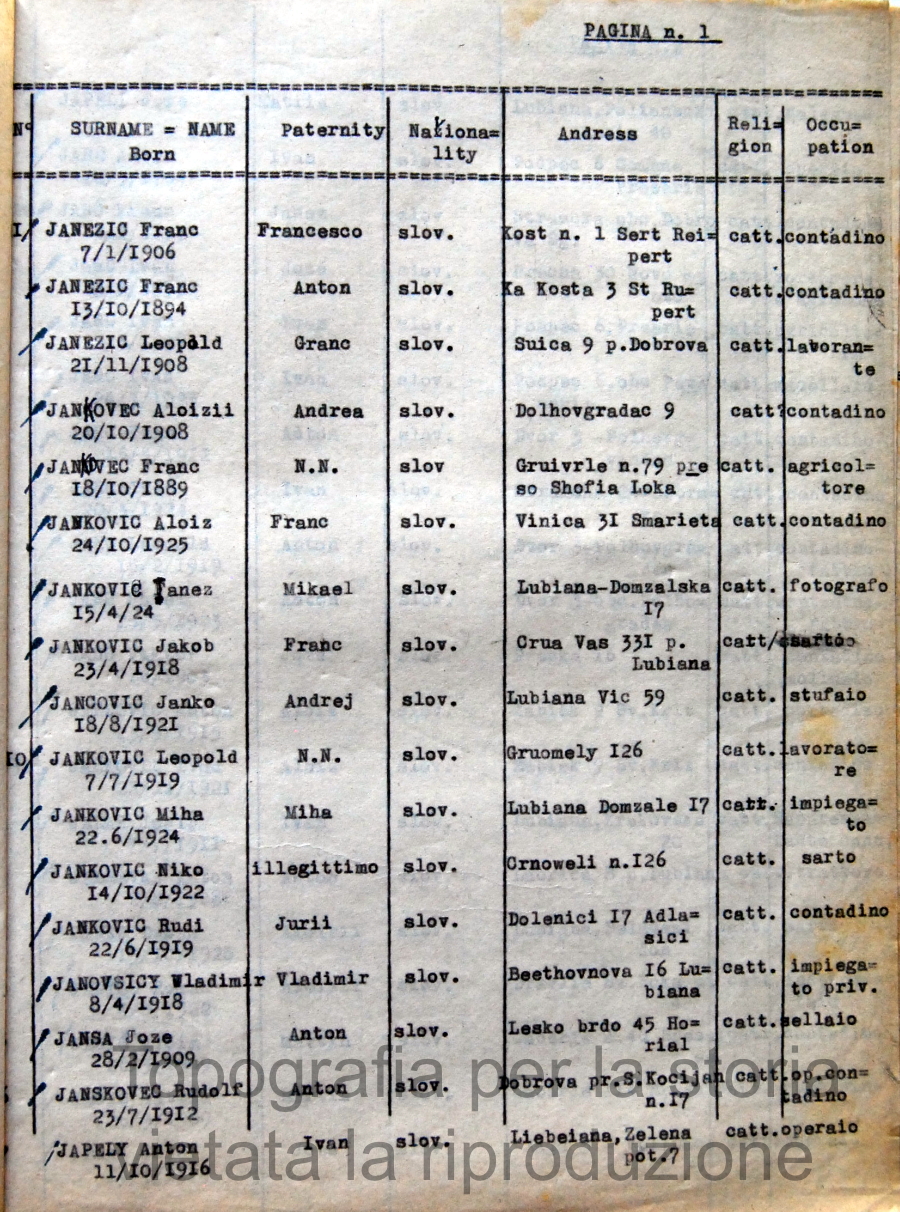 PAGINA n. 1
Nº SURNAME = NAME Paternity Nationa= Andress Reli= Occu=
Born lity gion pation
1/ JANEZIC Franc Francesco slov. Kost n. 1 Sert Rei= catt. contadino
7/1/1906 pert
JANEZIC Franc Anton slov. Ka Kosta 3 St Ru= catt. contadino
13/10/1894 pert
JANEZIC Leopold Granc slov. Suica 9 p.Dobrova catt. lavoran=
21/11/1908 te
JANKOVEC Aloizii Andrea slov. Dolhovgradac 9 catt? contadino
20/10/1908
JANKOVEC Franc N.N. slov Gruivrle n.79 pre catt. agricol=
18/10/1889 so Shofia Loka tore
JANKOVIC Aloiz Franc slov. Vinica 31 Smarieta catt. contadino
24/10/1925
JANKOVIC Janez Mikael slov. Lubiana-Domzalska catt. fotografo
15/4/24 17
JANKOVIC Jakob Franc slov. Crua Vas 331 p. catt/ sarto
23/4/1918 Lubiana
JANCOVIC Janko Andrej slov. Lubiana Vic 59 catt. stufaio
18/8/1921
10/ JANKOVIC Leopold N.N. slov. Gruomely 126 catt. lavorato=
7/7/1919 re
JANKOVIC Miha Miha slov. Lubiana Domzale 17 catt. impiega=
22.6/1924 to
JANKOVIC Niko illegittimo slov. Crnoweli n.126 catt. sarto
14/10/1922
JANKOVIC Rudi Jurii slov. Dolenici 17 Adla= catt. contadino
22/6/1919 sici
JANOVSICY Wladimir Vladimir slov. Beethovnova 16 Lu= catt. impiega=
8/4/1918 biana to priv.
JANSA Joze Anton slov. Lesko brdo 45 Ho= catt. sellaio
28/2/1909 rial
Topografia per la storia
JANSKOVEC Rudolf Anton slov. Dobrova pr.S.Kocijan catt. op.con=
23/7/1912 n.17 tadino
JAPELY Anton Ivan slov. Liebeiana,Zelena catt. operaio
11/10/1916 pot.7
vietata la riproduzione